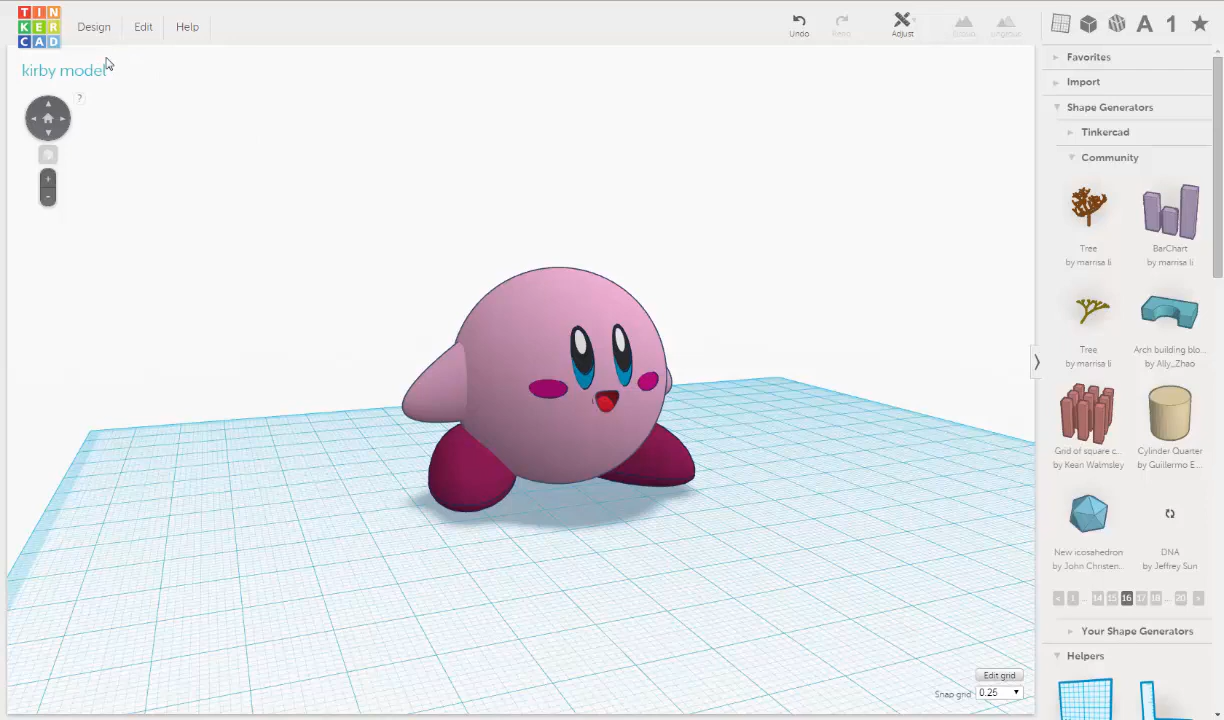 TIN
KER
CAD
Design
Edit
Help
Undo
Redo
Adjust
Group
Ungroup
A
1
kirby model
?
+
-
Favorites
Import
Shape Generators
Tinkercad
Community
Tree
by marrisa li
BarChart
by marrisa li
Tree
by marrisa li
Arch building blo...
by Ally_Zhao
Grid of square c...
by Kean Walmsley
Cylinder Quarter
by Guillermo E...
New icosahedron
by John Christen...
DNA
by Jeffrey Sun
« 1 ... 14 15 16 17 18 ... 20 »
Your Shape Generators
Helpers
Edit grid
Snap grid 0.25